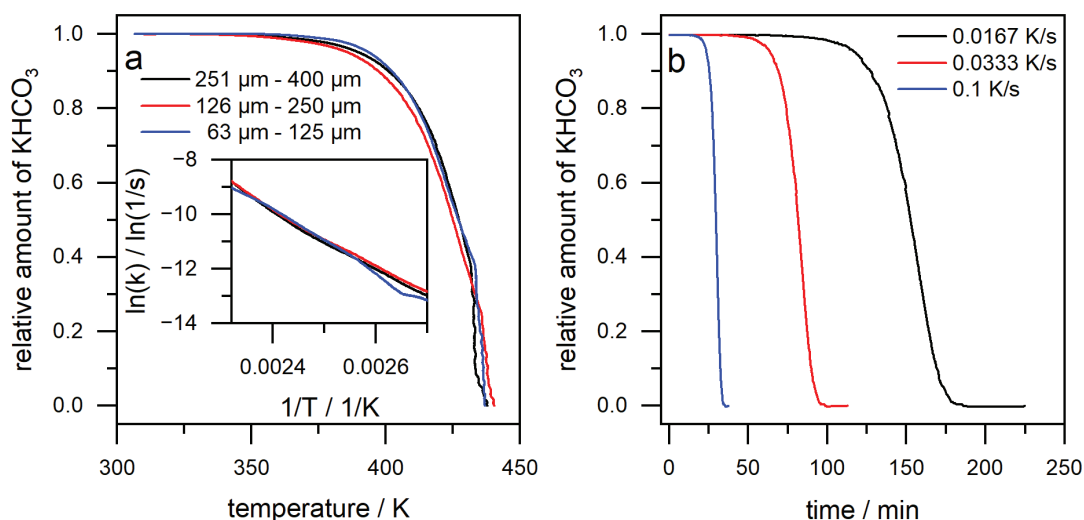 a
251 µm - 400 µm
126 µm - 250 µm
63 µm - 125 µm
relative amount of KHCO₃
1.0
0.8
0.6
0.4
0.2
0.0
300
350
400
450
temperature / K
ln(k) / ln(1/s)
−8
−10
−12
−14
0.0024
0.0026
1/T / 1/K
b
0.0167 K/s
0.0333 K/s
0.1 K/s
relative amount of KHCO₃
1.0
0.8
0.6
0.4
0.2
0.0
0
50
100
150
200
250
time / min